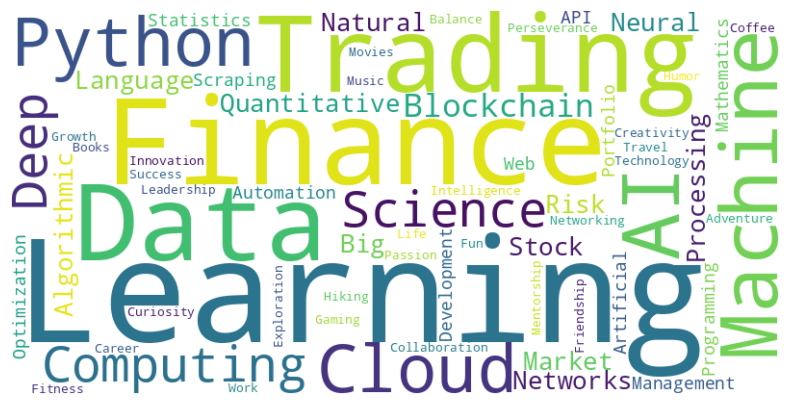 Python
Statistics
Trading
Natural
Balance
API
Perseverance
Neural
Coffee
Movies
Language
Scraping
Music
Humor
Mathematics
Machine
Deep
Finance
Quantitative
Blockchain
Portfolio
Growth
Books
Innovation
Success
Leadership
Automation
Web
Creativity
Travel
Technology
Processing
Algorithmic
Data
Science
Intelligence
Risk
Networking
AI
Adventure
Optimization
Learning
Big
Life
Passion
Fun
Stock
Development
Curiosity
Exploration
Hiking
Gaming
Mentorship
Friendship
Artificial
Programming
Career
Computing
Cloud
Collaboration
Market
Networks
Management
Fitness
Work